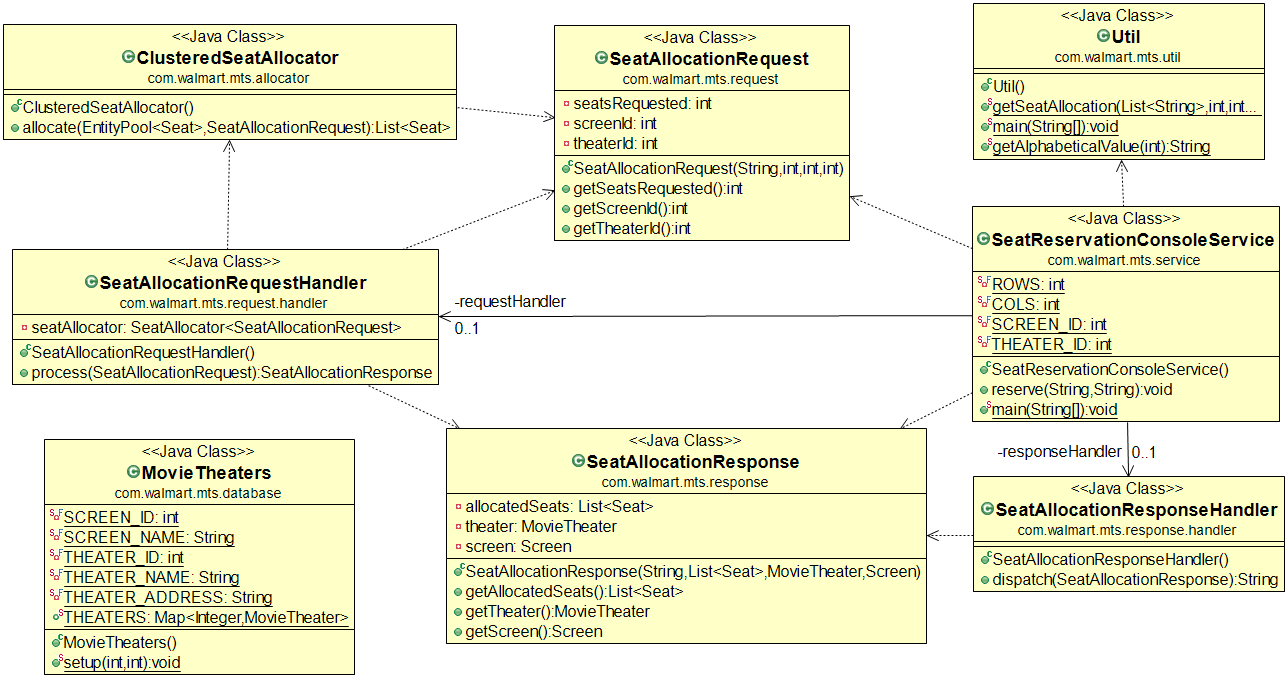 <<Java Class>>
ClusteredSeatAllocator
com.walmart.mts.allocator
ClusteredSeatAllocator()
allocate(EntityPool<Seat>,SeatAllocationRequest):List<Seat>
<<Java Class>>
SeatAllocationRequest
com.walmart.mts.request
seatsRequested: int
screenId: int
theaterId: int
SeatAllocationRequest(String,int,int,int)
getSeatsRequested():int
getScreenId():int
getTheaterId():int
<<Java Class>>
Util
com.walmart.mts.util
Util()
getSeatAllocation(List<String>,int,int...
main(String[]):void
getAlphabeticalValue(int):String
<<Java Class>>
SeatAllocationRequestHandler
com.walmart.mts.request.handler
seatAllocator: SeatAllocator<SeatAllocationRequest>
SeatAllocationRequestHandler()
process(SeatAllocationRequest):SeatAllocationResponse
-requestHandler
0..1
<<Java Class>>
SeatReservationConsoleService
com.walmart.mts.service
ROWS: int
COLS: int
SCREEN_ID: int
THEATER_ID: int
SeatReservationConsoleService()
reserve(String,String):void
main(String[]):void
-responseHandler
0..1
<<Java Class>>
MovieTheaters
com.walmart.mts.database
SCREEN_ID: int
SCREEN_NAME: String
THEATER_ID: int
THEATER_NAME: String
THEATER_ADDRESS: String
THEATERS: Map<Integer,MovieTheater>
MovieTheaters()
setup(int,int):void
<<Java Class>>
SeatAllocationResponse
com.walmart.mts.response
allocatedSeats: List<Seat>
theater: MovieTheater
screen: Screen
SeatAllocationResponse(String,List<Seat>,MovieTheater,Screen)
getAllocatedSeats():List<Seat>
getTheater():MovieTheater
getScreen():Screen
<<Java Class>>
SeatAllocationResponseHandler
com.walmart.mts.response.handler
SeatAllocationResponseHandler()
dispatch(SeatAllocationResponse):String